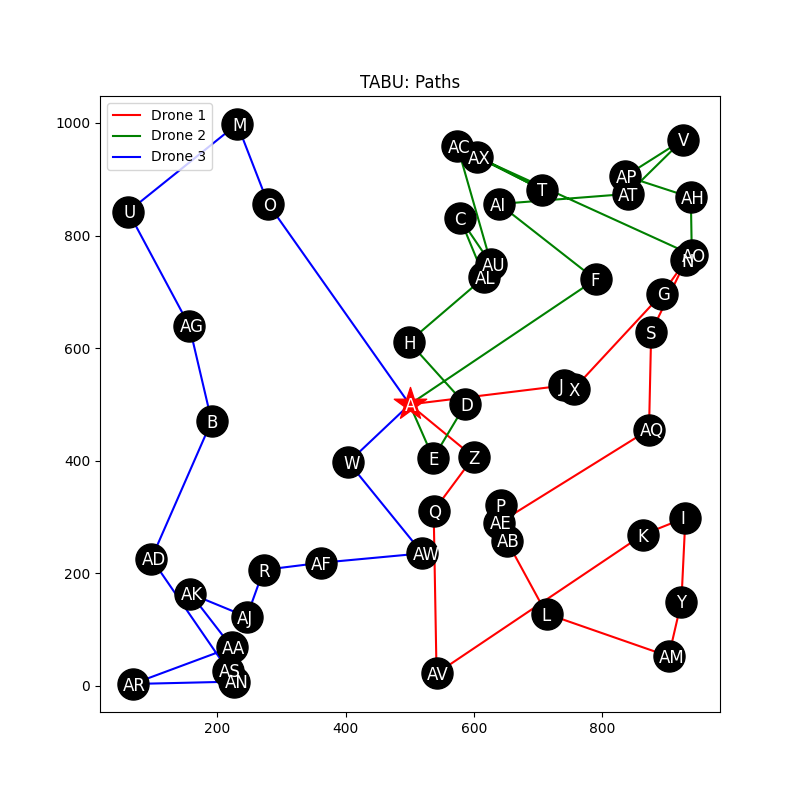 TABU: Paths
Drone 1
Drone 2
Drone 3
1000
800
600
400
200
0
200
400
600
800
M
AC
AX
V
AP
AT
AH
T
O
AI
U
C
AO
N
AU
AL
F
G
AG
S
H
J
X
A
D
B
AQ
W
E
Z
P
Q
AE
I
K
AB
AW
AD
AF
R
AK
Y
L
AJ
AA
AM
AS
AV
AR
AN